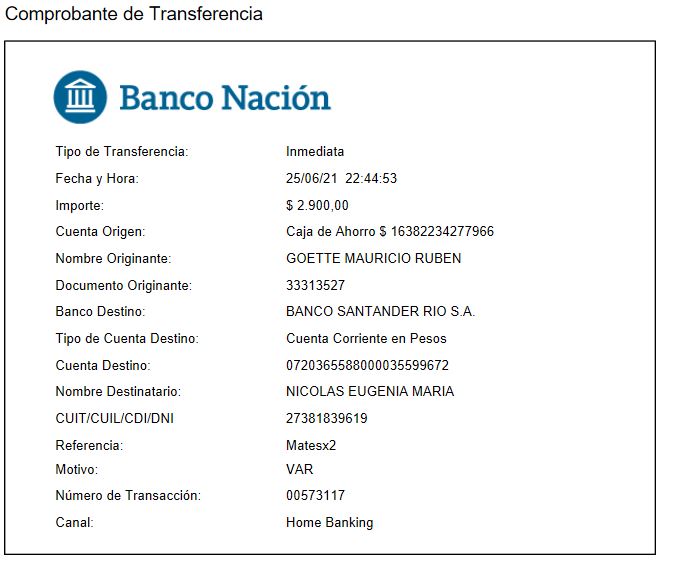 Comprobante de Transferencia
Banco Nación
Tipo de Transferencia: Inmediata
Fecha y Hora: 25/06/21 22:44:53
Importe: $ 2.900,00
Cuenta Origen: Caja de Ahorro $ 16382234277966
Nombre Originante: GOETTE MAURICIO RUBEN
Documento Originante: 33313527
Banco Destino: BANCO SANTANDER RIO S.A.
Tipo de Cuenta Destino: Cuenta Corriente en Pesos
Cuenta Destino: 0720365588000035599672
Nombre Destinatario: NICOLAS EUGENIA MARIA
CUIT/CUIL/CDI/DNI 27381839619
Referencia: Matesx2
Motivo: VAR
Número de Transacción: 00573117
Canal: Home Banking